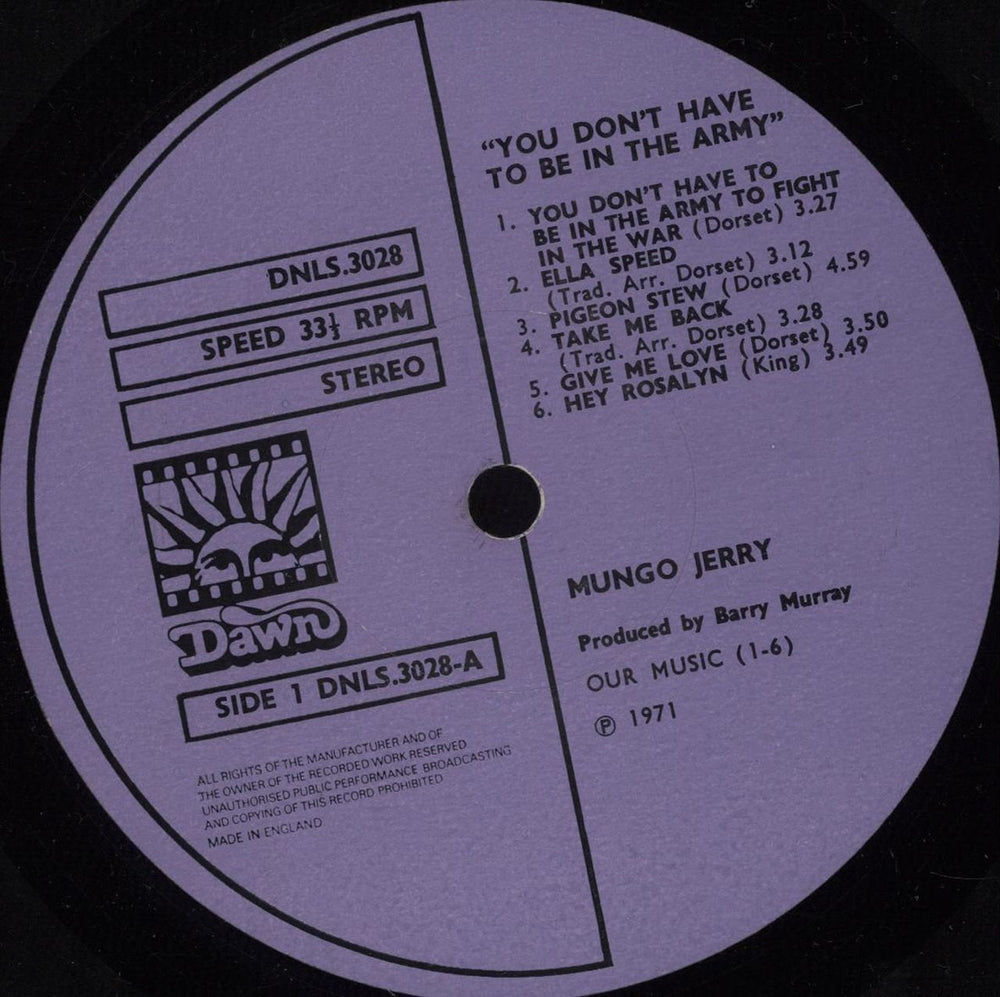 DNLS.3028
SPEED 33⅓ RPM
STEREO
Dawn
SIDE 1 DNLS.3028-A
ALL RIGHTS OF THE MANUFACTURER AND OF
THE OWNER OF THE RECORDED WORK RESERVED
UNAUTHORISED PUBLIC PERFORMANCE BROADCASTING
AND COPYING OF THIS RECORD PROHIBITED
MADE IN ENGLAND
“YOU DON'T HAVE
TO BE IN THE ARMY”
1. YOU DON'T HAVE TO
BE IN THE ARMY TO FIGHT
IN THE WAR (Dorset) 3.27
2. ELLA SPEED
(Trad. Arr. Dorset) 3.12
3. PIGEON STEW (Dorset) 4.59
4. TAKE ME BACK
(Trad. Arr. Dorset) 3.28
5. GIVE ME LOVE (Dorset) 3.50
6. HEY ROSALYN (King) 3.49
MUNGO JERRY
Produced by Barry Murray
OUR MUSIC (1-6)
℗ 1971